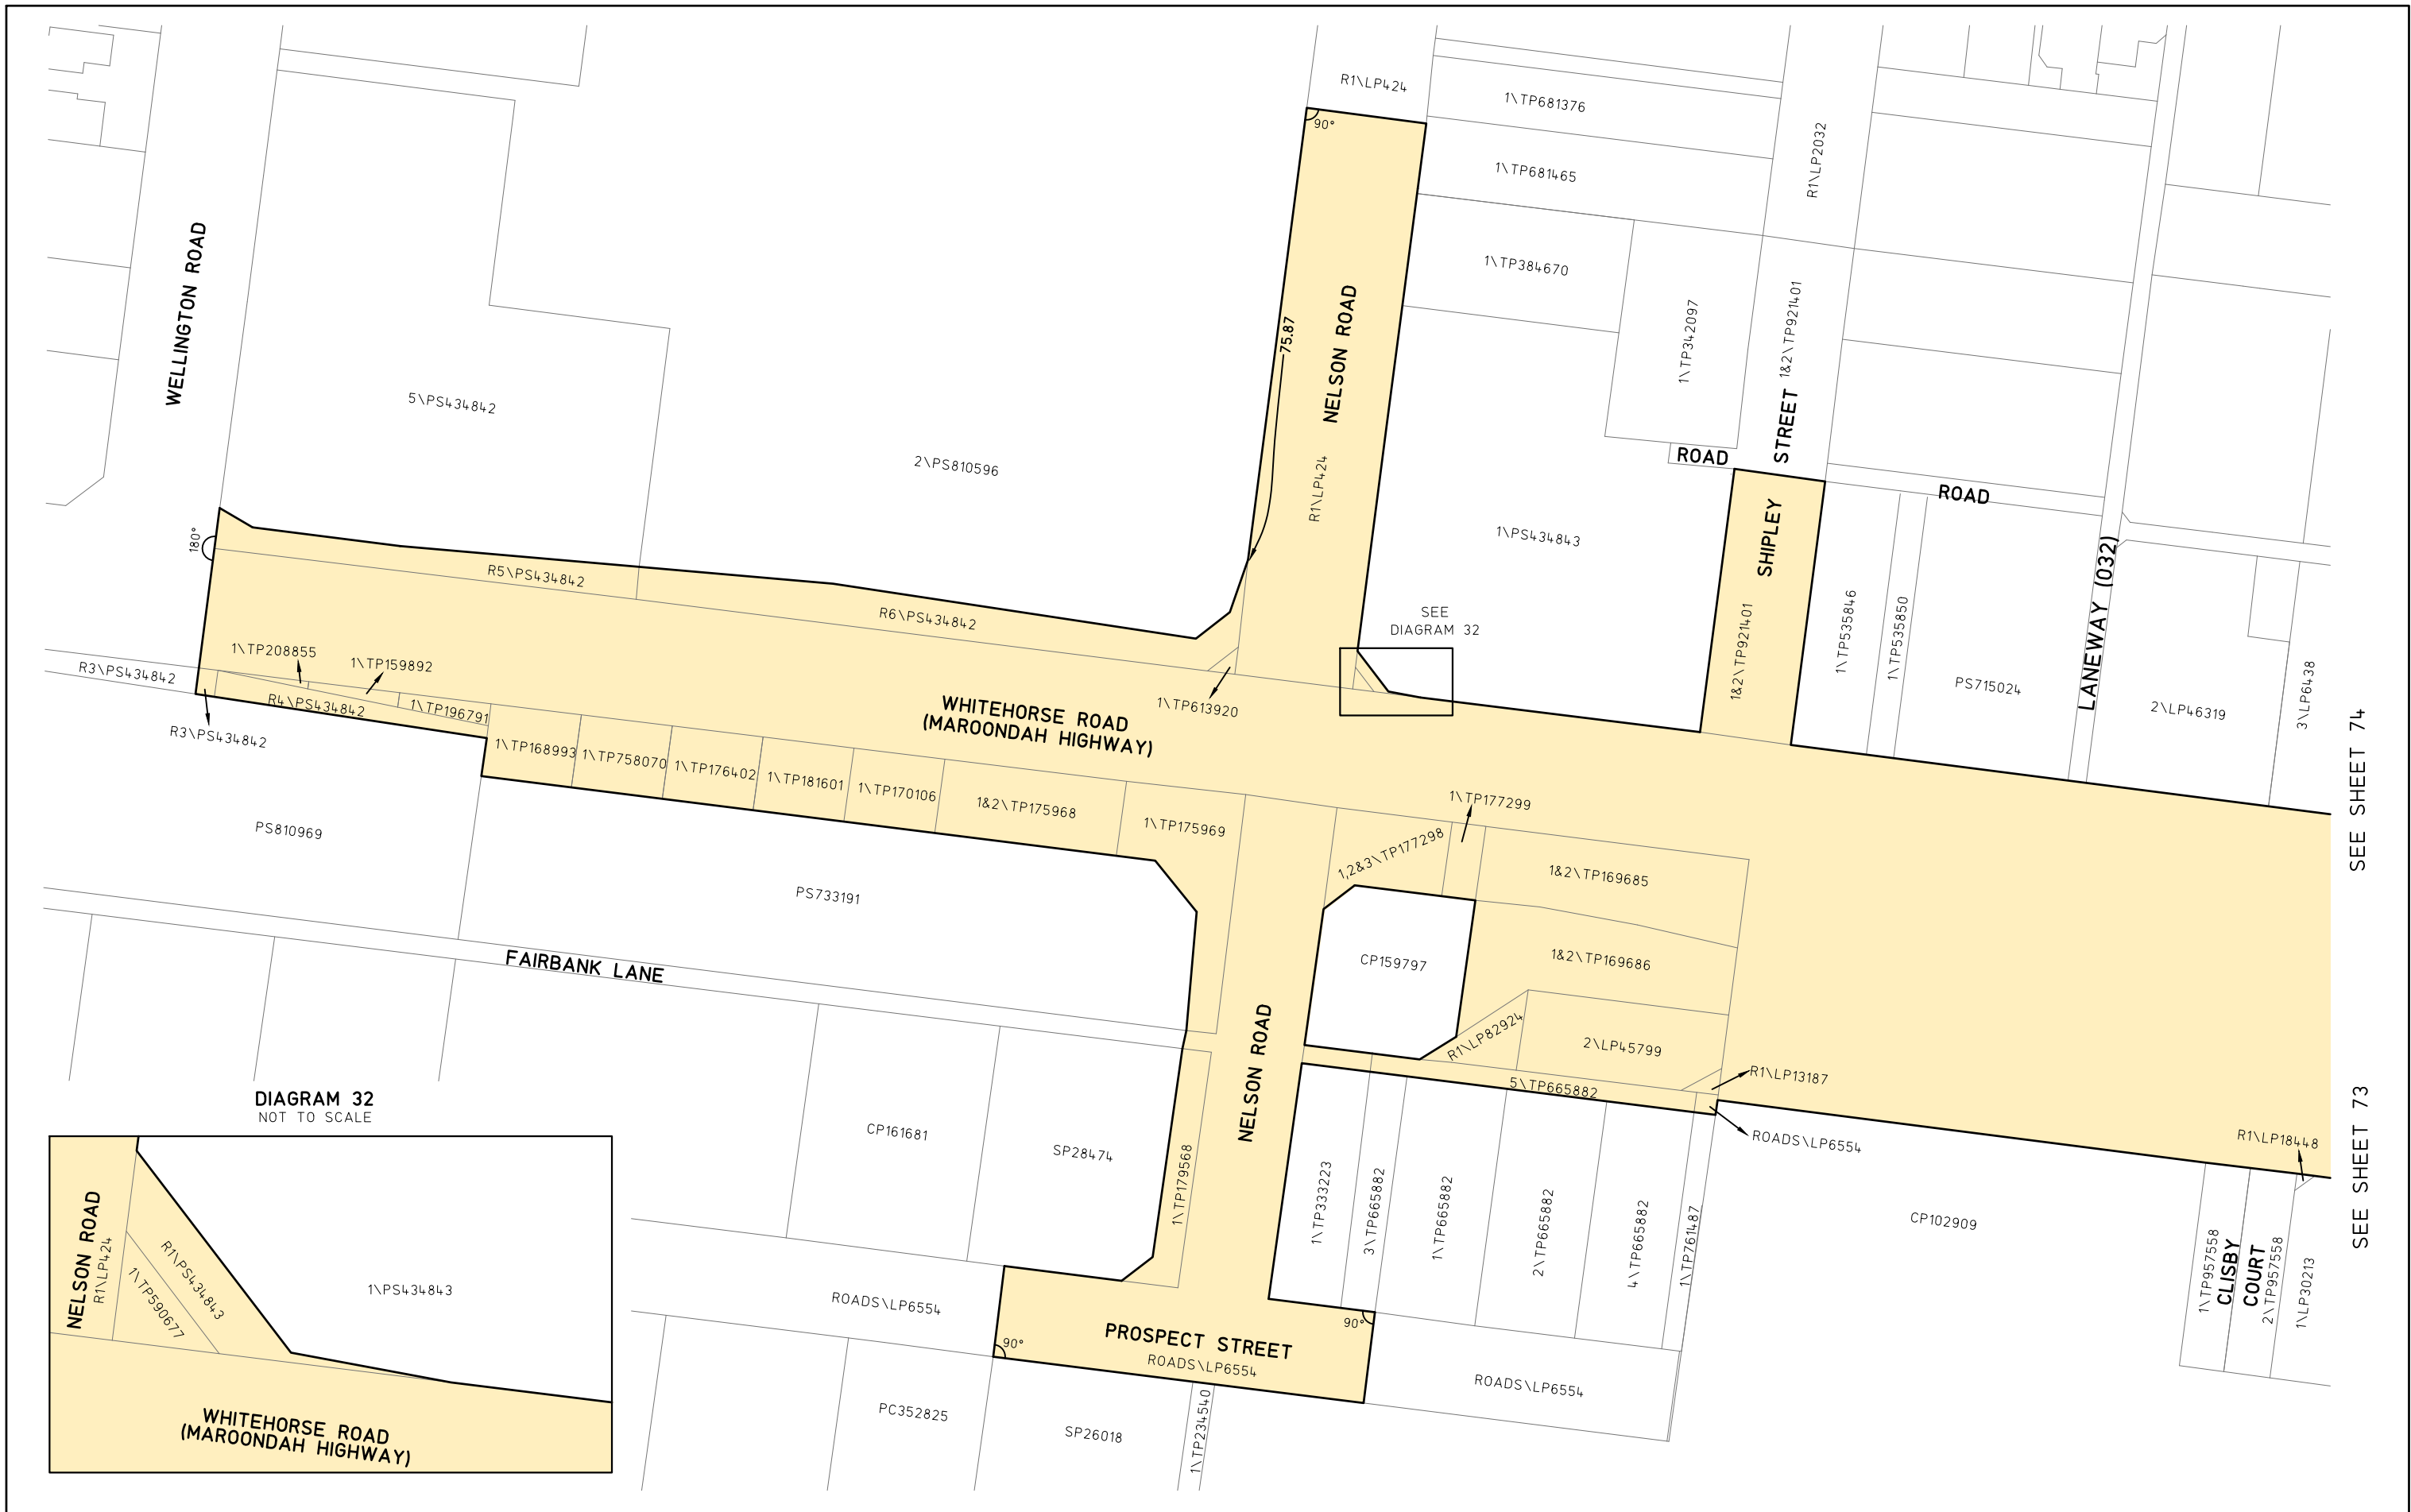 R1\LP424
1\TP681376
90°
R1\LP2032
1\TP681465
WELLINGTON ROAD
1\TP384670
75.87
NELSON ROAD
1\TP342097
STREET 1&2\TP921401
5\PS434842
2\PS810596
ROAD
R1\LP424
ROAD
SHIPLEY
1\PS434843
180°
LANEWAY (032)
R5\PS434842
R6\PS434842
SEE
DIAGRAM 32
1&2\TP921401
1\TP535846
1\TP535850
PS715024
2\LP46319
3\LP6438
1\TP208855
1\TP159892
R3\PS434842
R4\PS434842
1\TP196791
R3\PS434842
1\TP613920
WHITEHORSE ROAD
(MAROONDAH HIGHWAY)
SEE SHEET 74
1\TP168993
1\TP758070
1\TP176402
1\TP181601
1\TP170106
1&2\TP175968
1\TP175969
1\TP177299
1,2&3\TP177298
1&2\TP169685
PS810969
PS733191
CP159797
1&2\TP169686
FAIRBANK LANE
NELSON ROAD
R1\LP82924
2\LP45799
R1\LP13187
5\TP665882
ROADS\LP6554
R1\LP18448
SEE SHEET 73
CP161681
SP28474
1\TP179568
1\TP333223
3\TP665882
1\TP665882
2\TP665882
4\TP665882
1\TP761487
CP102909
1\TP957558
CLISBY
COURT
2\TP957558
1\LP30213
ROADS\LP6554
90°
90°
PROSPECT STREET
ROADS\LP6554
ROADS\LP6554
PC352825
SP26018
1\TP234540
DIAGRAM 32
NOT TO SCALE
NELSON ROAD
R1\LP424
R1\PS434843
1\TP590677
1\PS434843
WHITEHORSE ROAD
(MAROONDAH HIGHWAY)